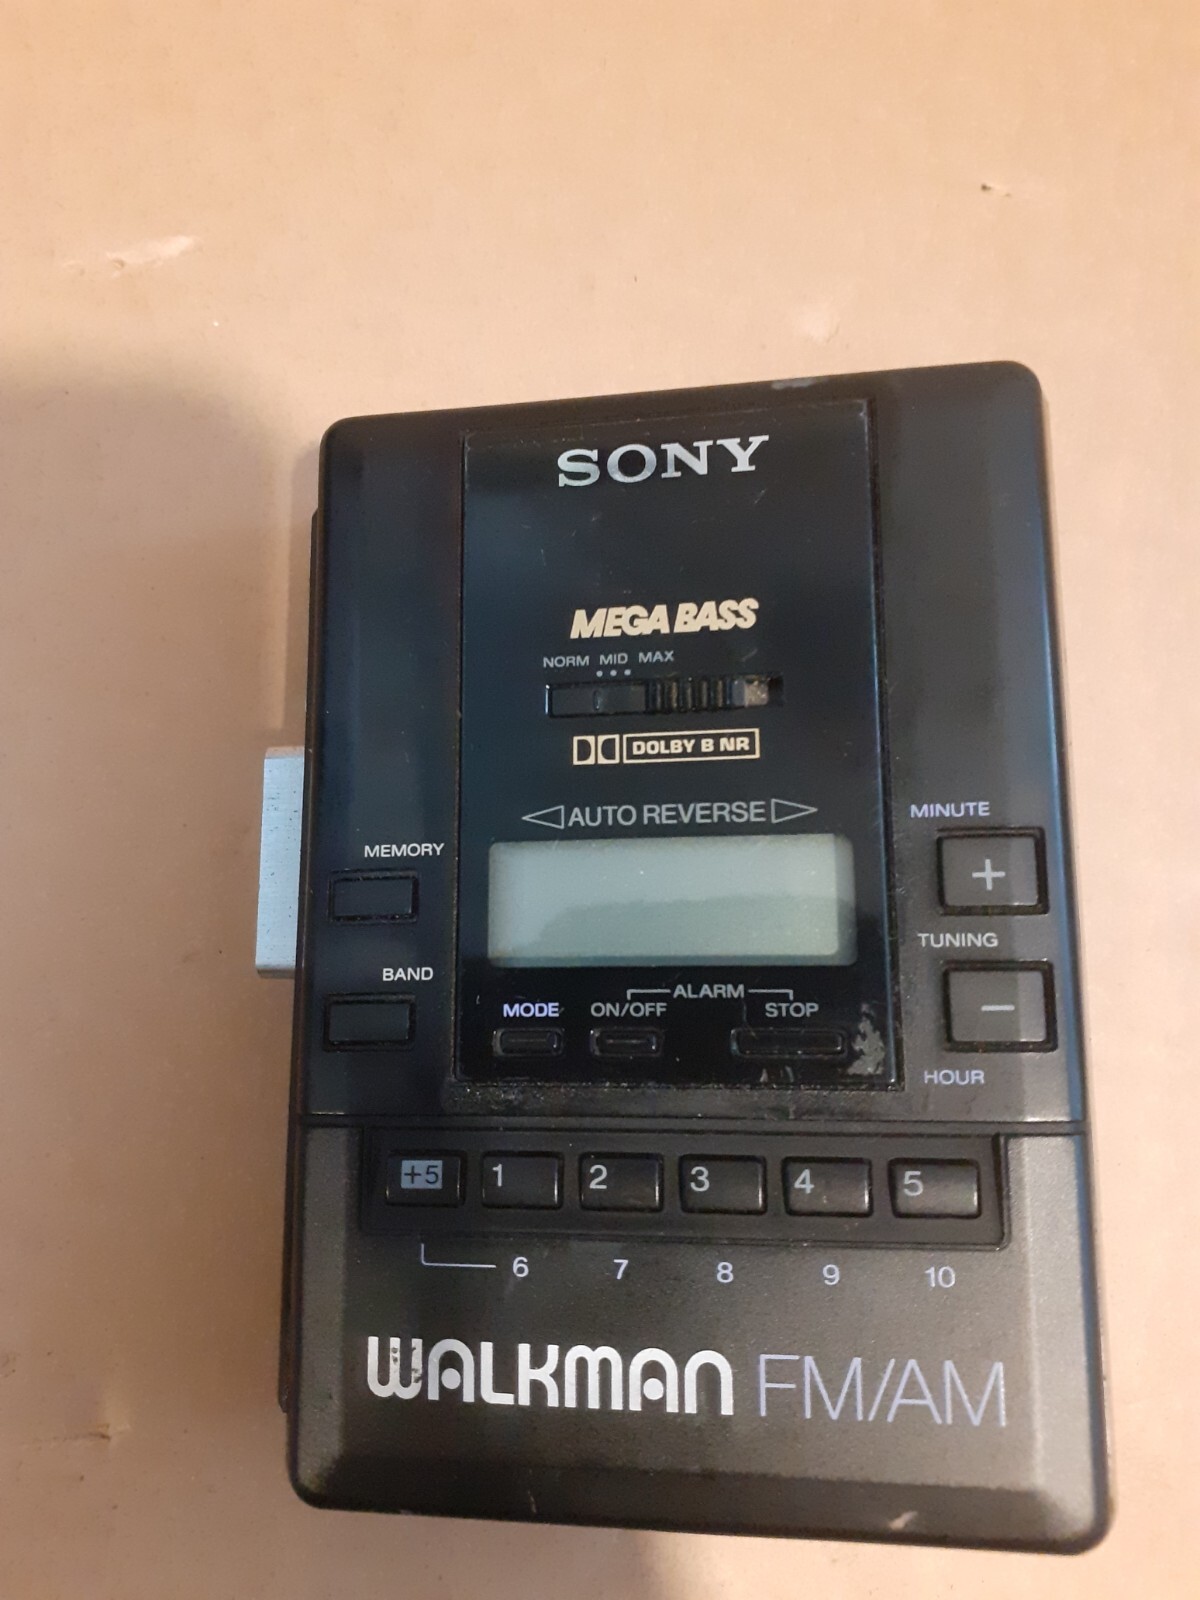 SONY
MEGA BASS
NORM MID MAX
DOLBY B NR
AUTO REVERSE
MINUTE
+
MEMORY
TUNING
BAND
−
ALARM
MODE ON/OFF STOP
HOUR
+5 1 2 3 4 5
6 7 8 9 10
WALKMAN FM/AM